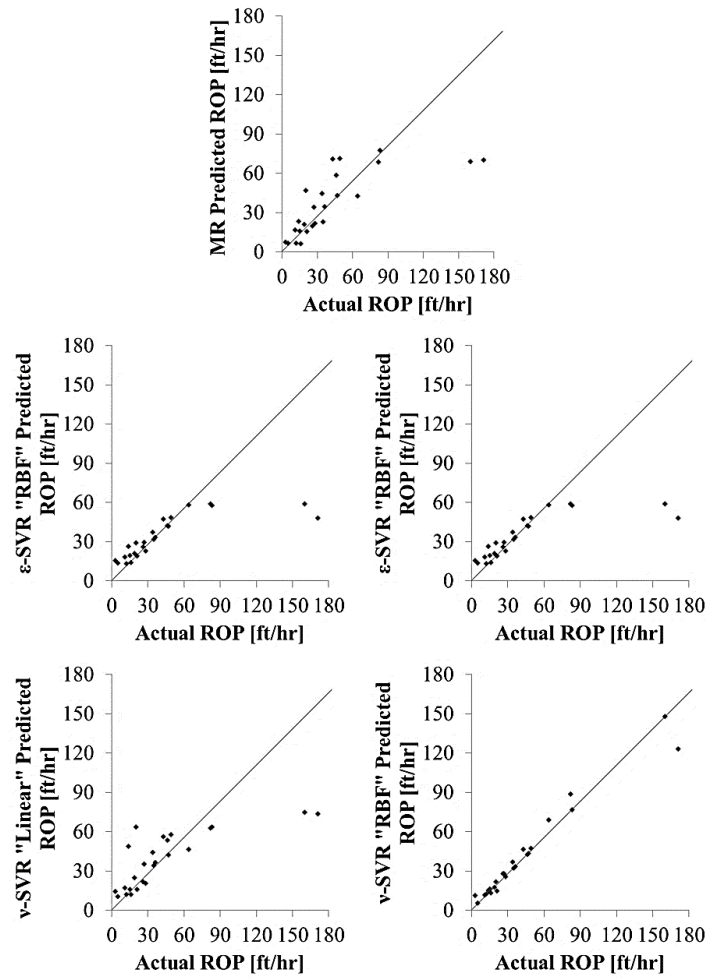 MR Predicted ROP [ft/hr]
180
150
120
90
60
30
0
0 30 60 90 120 150 180
Actual ROP [ft/hr]
ε-SVR "RBF" Predicted
ROP [ft/hr]
180
150
120
90
60
30
0
0 30 60 90 120 150 180
Actual ROP [ft/hr]
ε-SVR "RBF" Predicted
ROP [ft/hr]
180
150
120
90
60
30
0
0 30 60 90 120 150 180
Actual ROP [ft/hr]
ν-SVR "Linear" Predicted
ROP [ft/hr]
180
150
120
90
60
30
0
0 30 60 90 120 150 180
Actual ROP [ft/hr]
ν-SVR "RBF" Predicted
ROP [ft/hr]
180
150
120
90
60
30
0
0 30 60 90 120 150 180
Actual ROP [ft/hr]